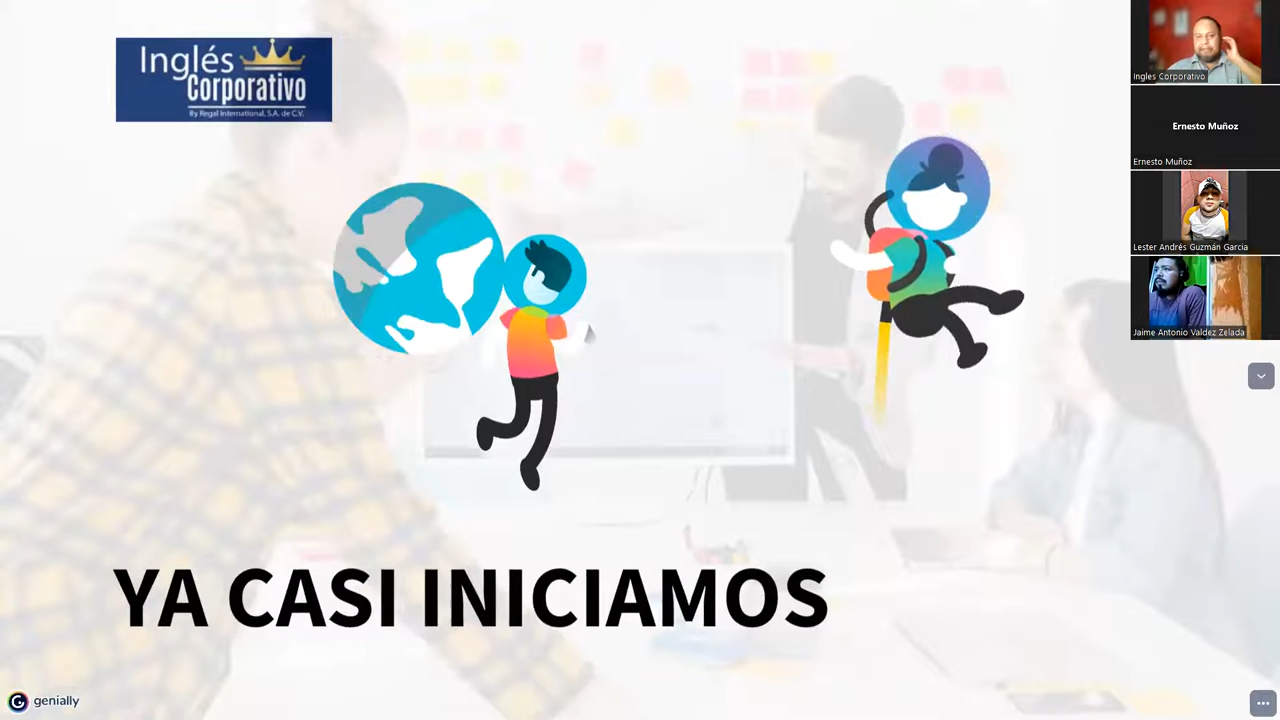 Inglés
Corporativo
By Regal International, S.A. de C.V.
YA CASI INICIAMOS
genially
Ingles Corporativo
Ernesto Muñoz
Ernesto Muñoz
Lester Andrés Guzmán Garcia
Jaime Antonio Valdez Zelada